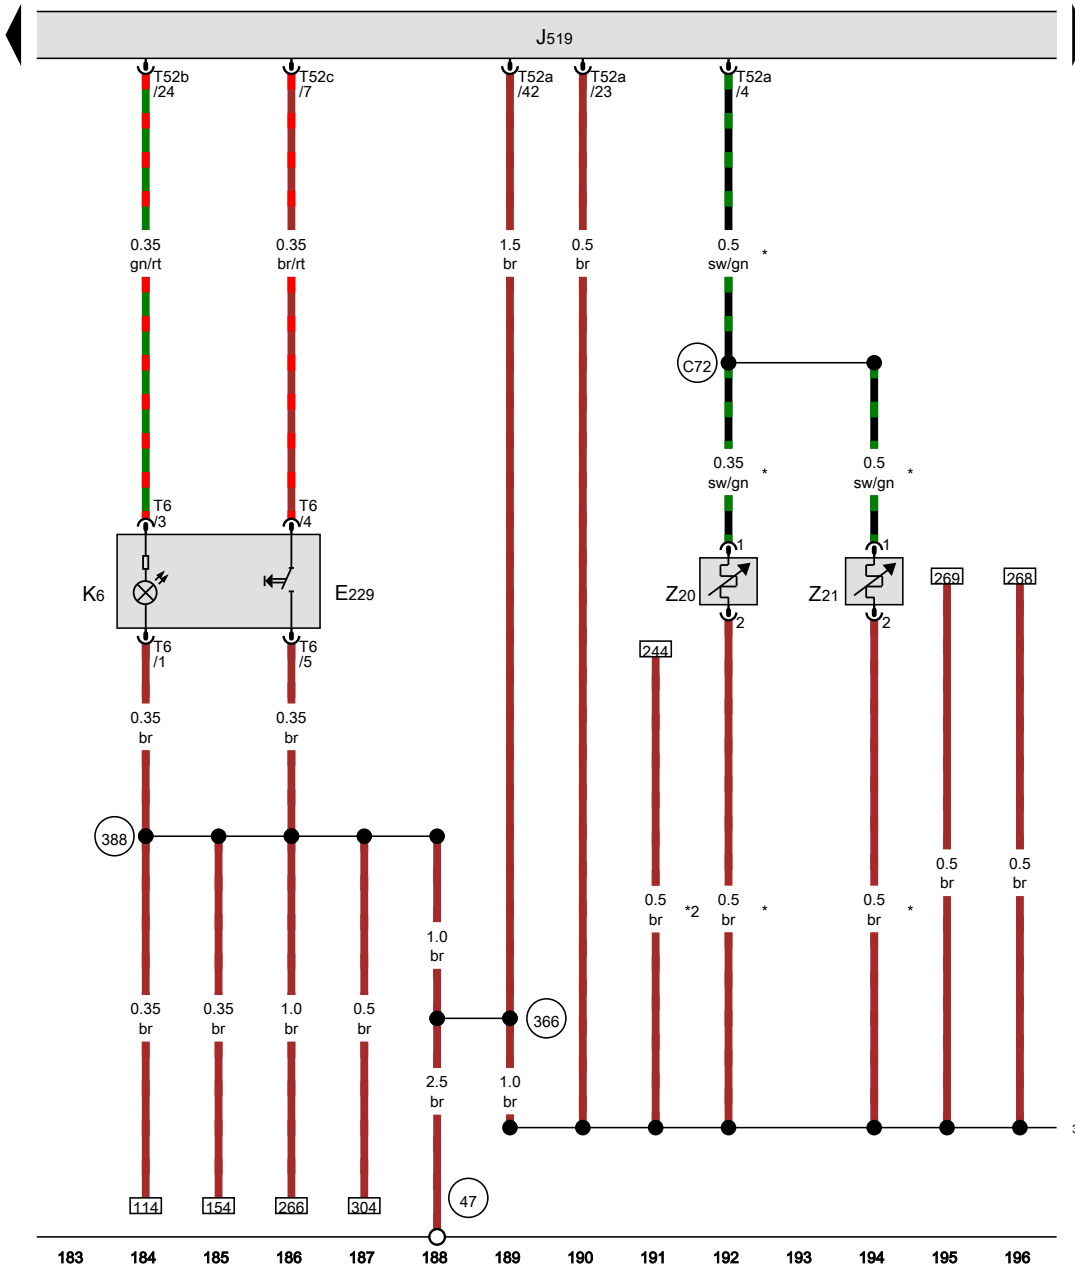 J519
T52b
/24
T52c
/7
T52a
/42
T52a
/23
T52a
/4
0.35
gn/rt
0.35
br/rt
1.5
br
0.5
br
0.5
sw/gn
*
C72
0.35
sw/gn
*
0.5
sw/gn
*
T6
/3
T6
/4
1
1
K6
E229
Z20
Z21
269
268
T6
/1
T6
/5
2
2
244
0.35
br
0.35
br
388
0.5
br
0.5
br
0.5
br
*2
0.5
br
*
0.5
br
*
1.0
br
0.35
br
0.35
br
1.0
br
0.5
br
366
2.5
br
1.0
br
114
154
266
304
47
183 184 185 186 187 188 189 190 191 192 193 194 195 196